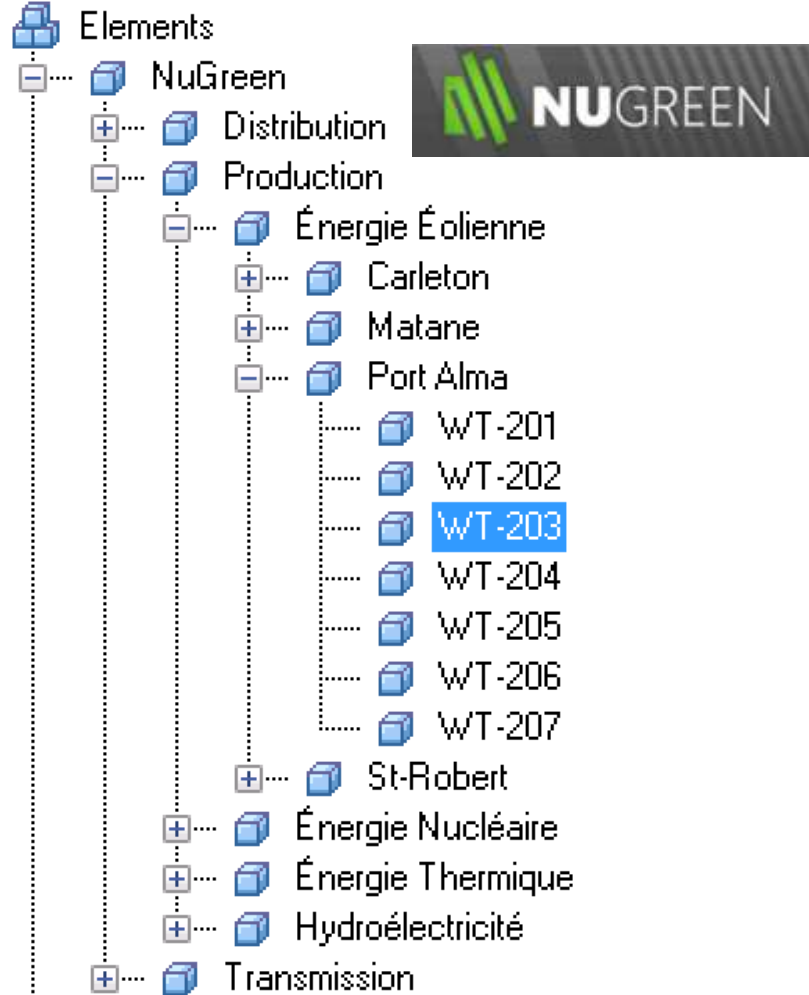 Elements
NuGreen
NUGREEN
Distribution
Production
Énergie Éolienne
Carleton
Matane
Port Alma
WT-201
WT-202
WT-203
WT-204
WT-205
WT-206
WT-207
St-Robert
Énergie Nucléaire
Énergie Thermique
Hydroélectricité
Transmission